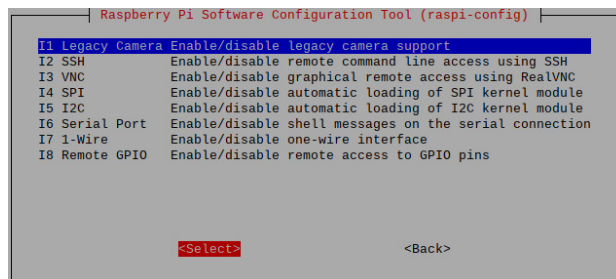 Raspberry Pi Software Configuration Tool (raspi-config)
I1 Legacy Camera Enable/disable legacy camera support
I2 SSH Enable/disable remote command line access using SSH
I3 VNC Enable/disable graphical remote access using RealVNC
I4 SPI Enable/disable automatic loading of SPI kernel module
I5 I2C Enable/disable automatic loading of I2C kernel module
I6 Serial Port Enable/disable shell messages on the serial connection
I7 1-Wire Enable/disable one-wire interface
I8 Remote GPIO Enable/disable remote access to GPIO pins
<Select> <Back>